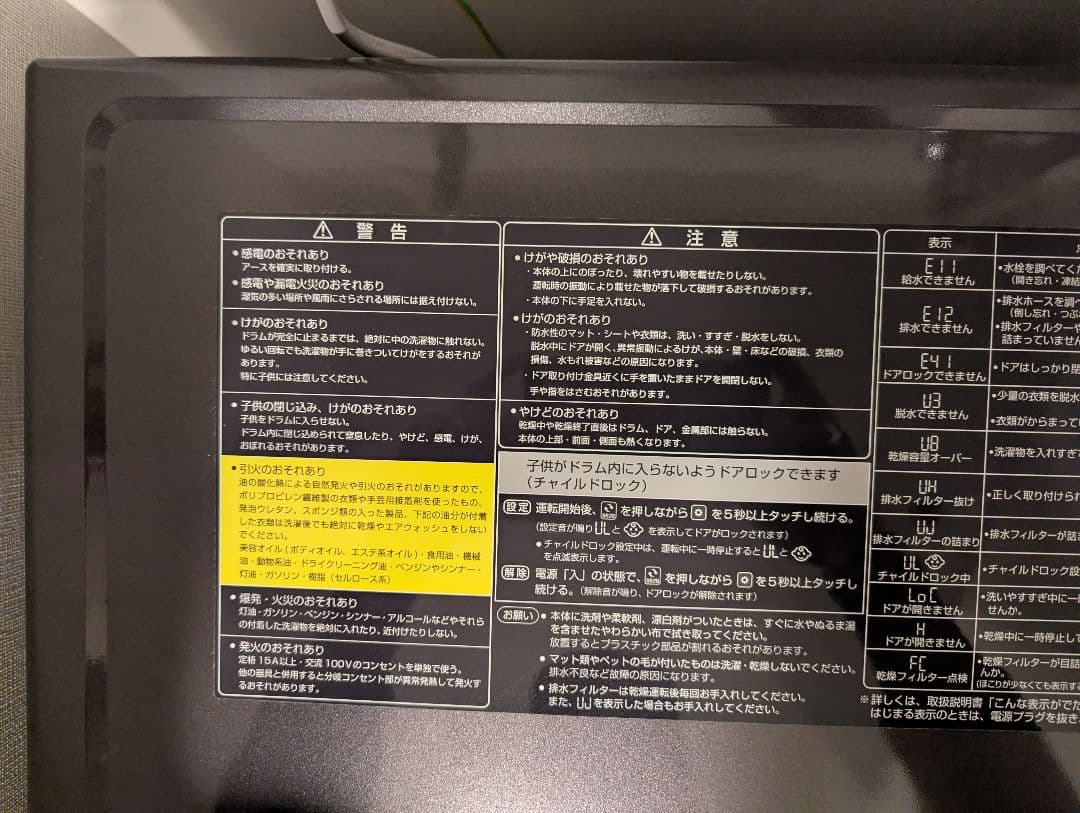 ⚠ 警告
● 感電のおそれあり
アースを確実に取り付ける。
● 感電や漏電火災のおそれあり
湿気の多い場所や風雨にさらされる場所には据え付けない。
● けがのおそれあり
ドラムが完全に止まるまでは、絶対に中の洗濯物に触れない。
ゆるい回転でも洗濯物が手に巻きついてけがをするおそれが
あります。
特に子供には注意してください。
● 子供の閉じ込み、けがのおそれあり
子供をドラムに入らせない。
ドラム内に閉じ込められて窒息したり、やけど、感電、けが、
おぼれるおそれがあります。
● 引火のおそれあり
油の酸化熱による自然発火や引火のおそれがありますので、
ポリプロピレン繊維製の衣類や手芸用接着剤を使ったもの、
発泡ウレタン、スポンジ類の入った製品、下記の油分が付着
した衣類は洗濯後でも絶対に乾燥やエアウォッシュをしない
でください。
美容オイル(ボディオイル、エステ系オイル)・食用油・機械
油・動物系油・ドライクリーニング油・ベンジンやシンナー・
灯油・ガソリン・樹脂(セルロース系)
● 爆発・火災のおそれあり
灯油・ガソリン・ベンジン・シンナー・アルコールなどやそれら
の付着した洗濯物を絶対に入れたり、近付けたりしない。
● 発火のおそれあり
定格15A以上・交流100Vのコンセントを単独で使う。
他の器具と併用すると分岐コンセント部が異常発熱して発火す
るおそれがあります。
⚠ 注意
● けがや破損のおそれあり
・本体の上にのぼったり、壊れやすい物を載せたりしない。
運転時の振動により載せた物が落下して破損するおそれがあります。
・本体の下に手足を入れない。
● けがのおそれあり
・防水性のマット・シートや衣類は、洗い・すすぎ・脱水をしない。
脱水中にドアが開く、異常振動によるけが、本体・壁・床などの破損、衣類の
損傷、水もれ被害などの原因になります。
・ドア取り付け金具近くに手を置いたままドアを開閉しない。
手や指をはさむおそれがあります。
● やけどのおそれあり
乾燥中や乾燥終了直後はドラム、ドア、金属部には触らない。
本体の上部・前面・側面も熱くなります。
子供がドラム内に入らないようドアロックできます
(チャイルドロック)
設定 運転開始後、を押しながらを5秒以上タッチし続ける。
(設定音が鳴りULとを表示してドアがロックされます)
● チャイルドロック設定中は、運転中に一時停止するとULと
を点滅表示します。
解除 電源「入」の状態で、を押しながらを5秒以上タッチし
続ける。(解除音が鳴り、ドアロックが解除されます)
お願い ● 本体に洗剤や柔軟剤、漂白剤がついたときは、すぐに水やぬるま湯
を含ませたやわらかい布で拭き取ってください。
放置するとプラスチック部品が割れるおそれがあります。
● マット類やペットの毛が付いたものは洗濯・乾燥しないでください。
排水不良など故障の原因になります。
● 排水フィルターは乾燥運転後毎回お手入れしてください。
また、UJを表示した場合もお手入れしてください。
表示
E11 ●水栓を調べてくだ
給水できません (開き忘れ・凍結
E12 ●排水ホースを調べ
排水できません (倒し忘れ・つぶ
●排水フィルターや
詰まっていません
E41 ●ドアはしっかり閉
ドアロックできません
U3 ●少量の衣類を脱水
脱水できません ●衣類がからまって
U8 ●洗濯物を入れすぎ
乾燥容量オーバー
UH ●正しく取り付けられ
排水フィルター抜け
UJ ●排水フィルターが詰
排水フィルターの詰まり
UL ●チャイルドロック設
チャイルドロック中
LoC ●洗いやすすぎ中に一
ドアが開きません せんか。
H ●乾燥中に一時停止し
ドアが開きません
FC ●乾燥フィルターが目詰
乾燥フィルター点検 んか。
(ほこりが少なくても表示する
※詳しくは、取扱説明書「こんな表示がでた
はじまる表示のときは、電源プラグを抜き